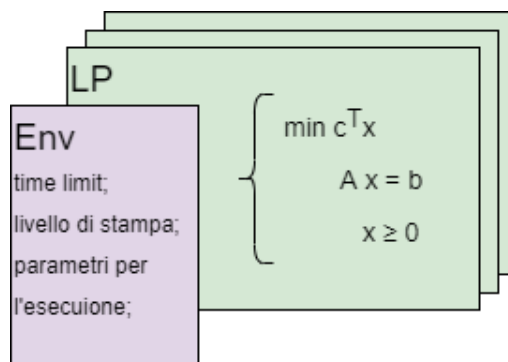 LP
min cᵀx
A x = b
x ≥ 0
Env
time limit;
livello di stampa;
parametri per
l'esecuione;